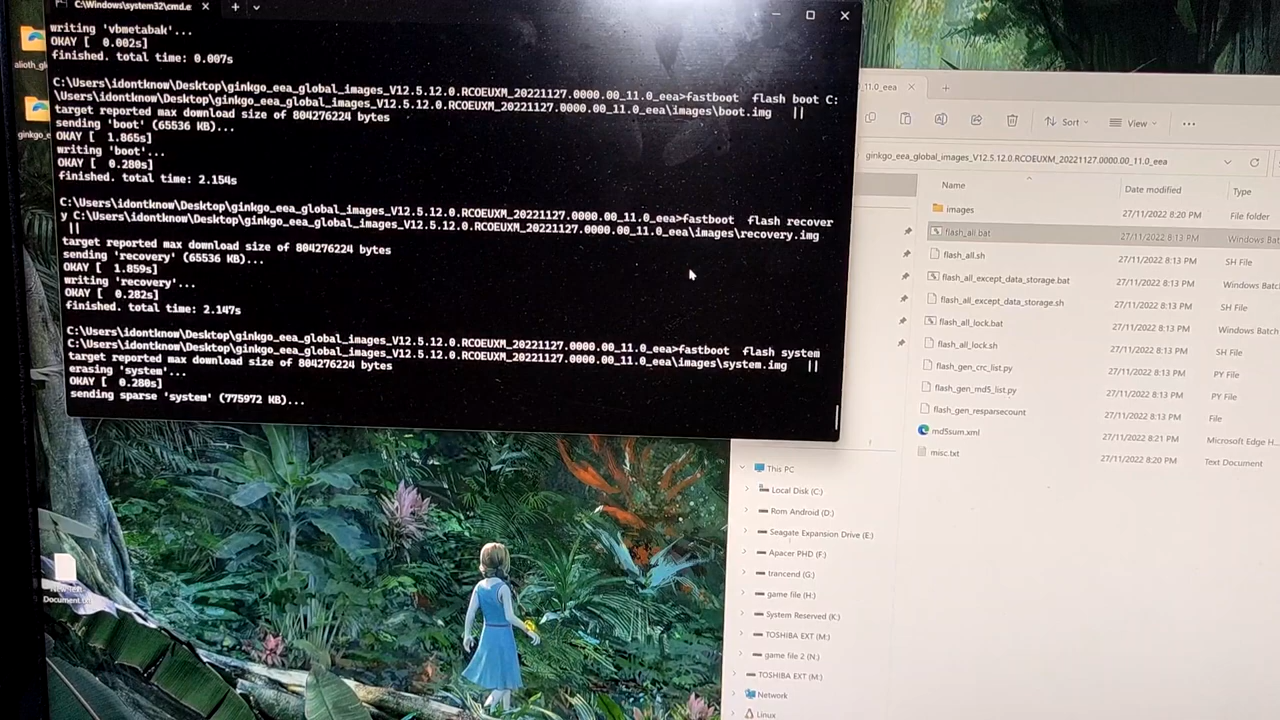 C:\Windows\system32\cmd.e
writing 'vbmetabak'...
OKAY [  0.002s]
finished. total time: 0.007s
C:\Users\idontknow\Desktop\ginkgo_eea_global_images_V12.5.12.0.RCOEUXM_20221127.0000.00_11.0_eea>fastboot  flash boot C:
\Users\idontknow\Desktop\ginkgo_eea_global_images_V12.5.12.0.RCOEUXM_20221127.0000.00_11.0_eea\images\boot.img   ||
target reported max download size of 804276224 bytes
sending 'boot' (65536 KB)...
OKAY [  1.865s]
writing 'boot'...
OKAY [  0.280s]
finished. total time: 2.154s
C:\Users\idontknow\Desktop\ginkgo_eea_global_images_V12.5.12.0.RCOEUXM_20221127.0000.00_11.0_eea>fastboot  flash recover
y C:\Users\idontknow\Desktop\ginkgo_eea_global_images_V12.5.12.0.RCOEUXM_20221127.0000.00_11.0_eea\images\recovery.img
||
target reported max download size of 804276224 bytes
sending 'recovery' (65536 KB)...
OKAY [  1.859s]
writing 'recovery'...
OKAY [  0.282s]
finished. total time: 2.147s
C:\Users\idontknow\Desktop\ginkgo_eea_global_images_V12.5.12.0.RCOEUXM_20221127.0000.00_11.0_eea>fastboot  flash system
C:\Users\idontknow\Desktop\ginkgo_eea_global_images_V12.5.12.0.RCOEUXM_20221127.0000.00_11.0_eea\images\system.img   ||
target reported max download size of 804276224 bytes
erasing 'system'...
OKAY [  0.280s]
sending sparse 'system' (775972 KB)...
alioth_gl
ginkgo_e
New Text
Document.txt
11.0_eea
Sort
View
ginkgo_eea_global_images_V12.5.12.0.RCOEUXM_20221127.0000.00_11.0_eea
Name Date modified Type
images 27/11/2022 8:20 PM File folder
flash_all.bat 27/11/2022 8:13 PM Windows Bat
flash_all.sh 27/11/2022 8:13 PM SH File
flash_all_except_data_storage.bat 27/11/2022 8:13 PM Windows Batc
flash_all_except_data_storage.sh 27/11/2022 8:13 PM SH File
flash_all_lock.bat 27/11/2022 8:13 PM Windows Batc
flash_all_lock.sh 27/11/2022 8:13 PM SH File
flash_gen_crc_list.py 27/11/2022 8:13 PM PY File
flash_gen_md5_list.py 27/11/2022 8:13 PM PY File
flash_gen_resparsecount 27/11/2022 8:13 PM File
md5sum.xml 27/11/2022 8:21 PM Microsoft Edge H
misc.txt 27/11/2022 8:20 PM Text Document
This PC
Local Disk (C:)
Rom Android (D:)
Seagate Expansion Drive (E:)
Apacer PHD (F:)
trancend (G:)
game file (H:)
System Reserved (K:)
TOSHIBA EXT (M:)
game file 2 (N:)
TOSHIBA EXT (M:)
Network
Linux